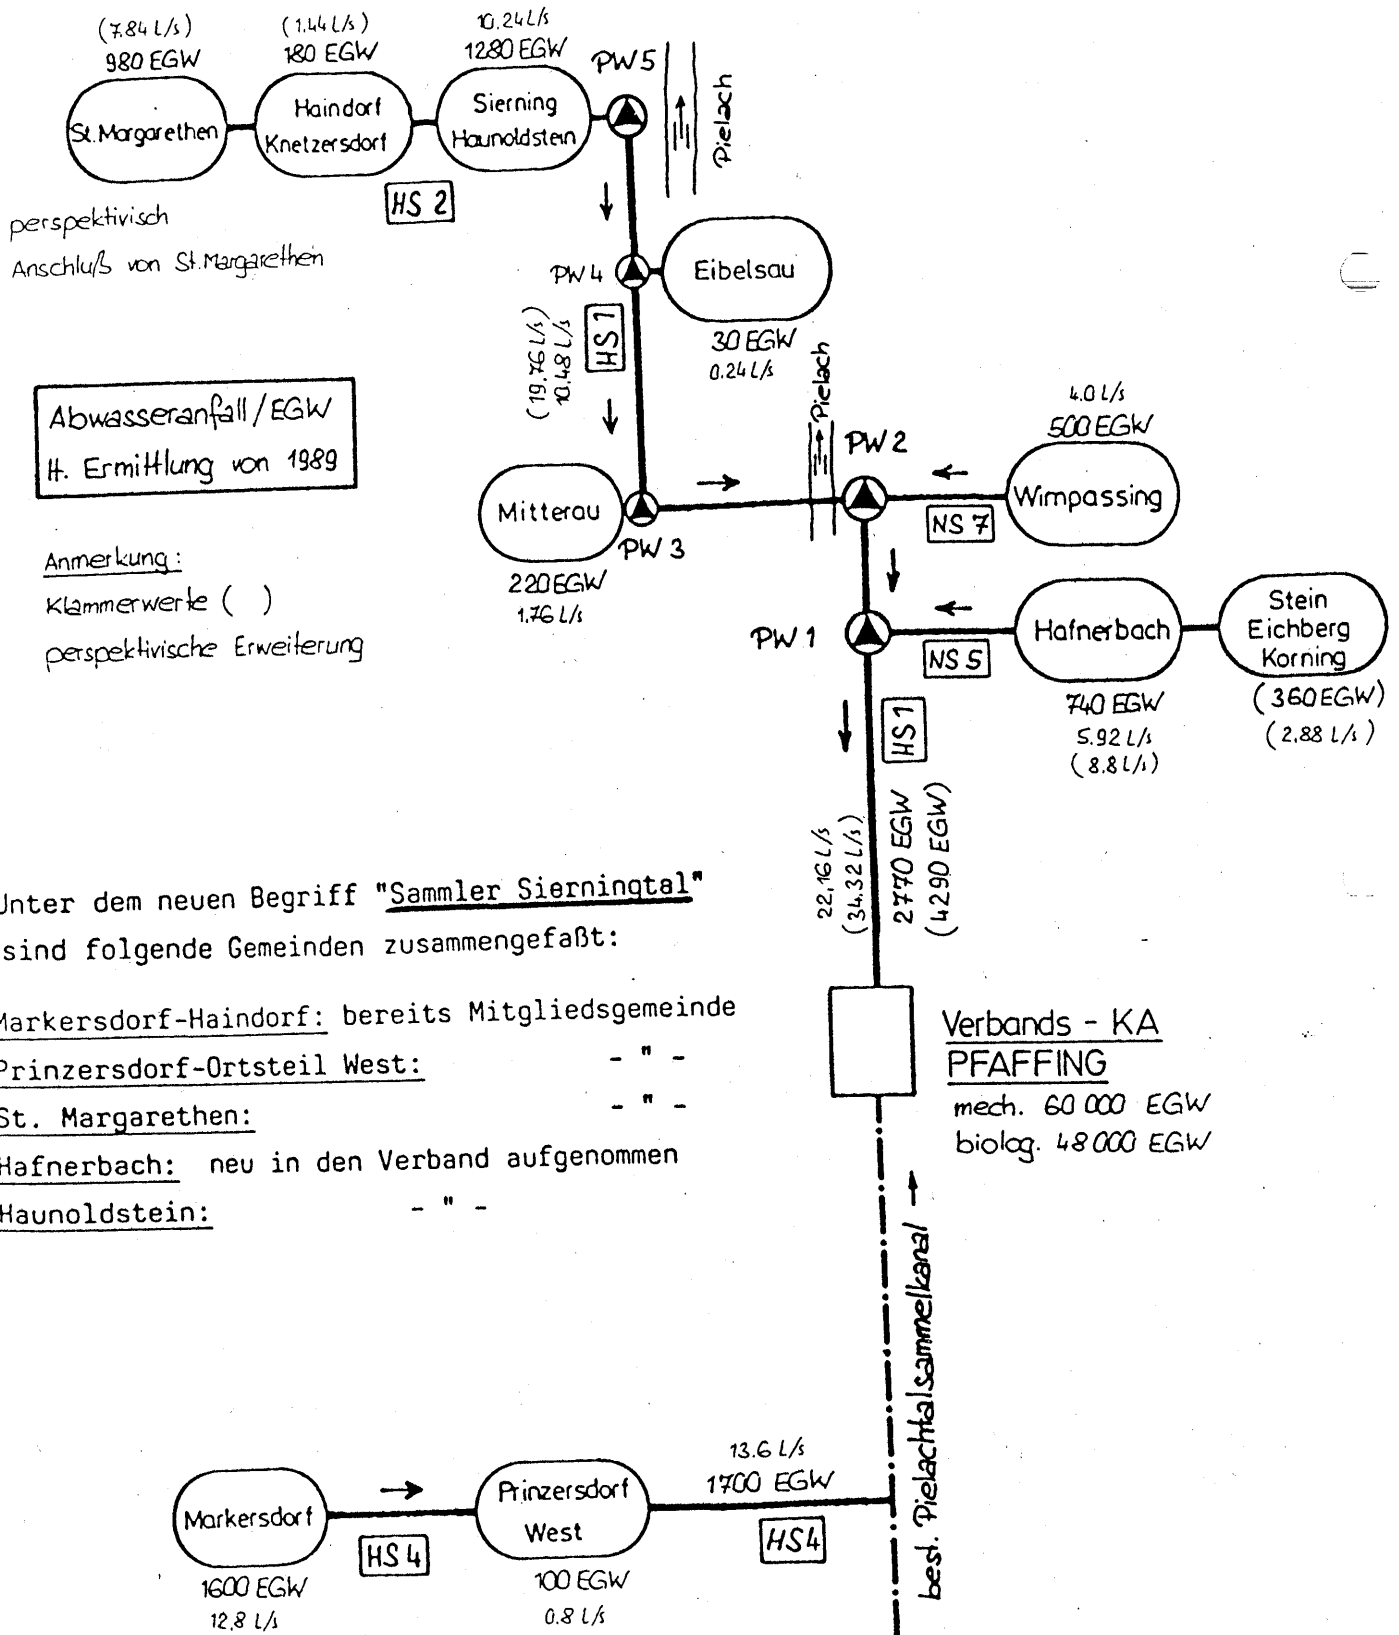 (7.84 l/s)
980 EGW
St. Margarethen
(1.44 l/s)
180 EGW
Haindorf
Knetzersdorf
10.24 l/s
1280 EGW
Sierning
Haunoldstein
PW 5
Pielach
HS 2
perspektivisch
Anschluß von St. Margarethen
PW 4
Eibelsau
30 EGW
0.24 l/s
HS 1
(19.76 l/s)
10.48 l/s
Abwasseranfall / EGW
lt. Ermittlung von 1989
Anmerkung:
Klammerwerte ( )
perspektivische Erweiterung
Mitterau
220 EGW
1.76 l/s
PW 3
Pielach
PW 2
4.0 l/s
500 EGW
Wimpassing
NS 7
PW 1
NS 5
Hafnerbach
740 EGW
5.92 l/s
(8.8 l/s)
Stein
Eichberg
Korning
(360 EGW)
(2.88 l/s)
HS 1
22.16 l/s
(34.32 l/s)
2770 EGW
(4290 EGW)
Unter dem neuen Begriff "Sammler Sierningtal"
sind folgende Gemeinden zusammengefaßt:
Markersdorf-Haindorf: bereits Mitgliedsgemeinde
Prinzersdorf-Ortsteil West: - " -
St. Margarethen: - " -
Hafnerbach: neu in den Verband aufgenommen
Haunoldstein: - " -
Verbands - KA
PFAFFING
mech. 60 000 EGW
biolog. 48 000 EGW
best. Pielachtalsammelkanal
Markersdorf
1600 EGW
12.8 l/s
HS 4
Prinzersdorf
West
100 EGW
0.8 l/s
13.6 l/s
1700 EGW
HS 4